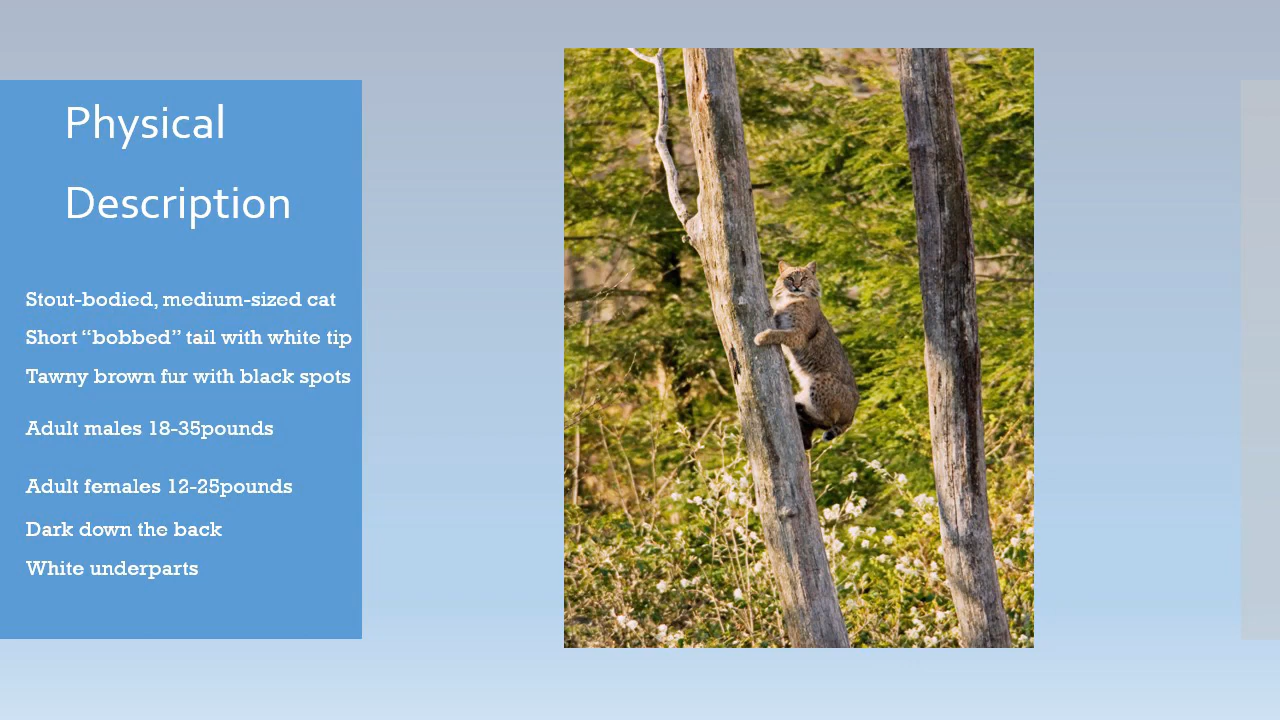 Physical
Description
Stout-bodied, medium-sized cat
Short “bobbed” tail with white tip
Tawny brown fur with black spots
Adult males 18-35pounds
Adult females 12-25pounds
Dark down the back
White underparts